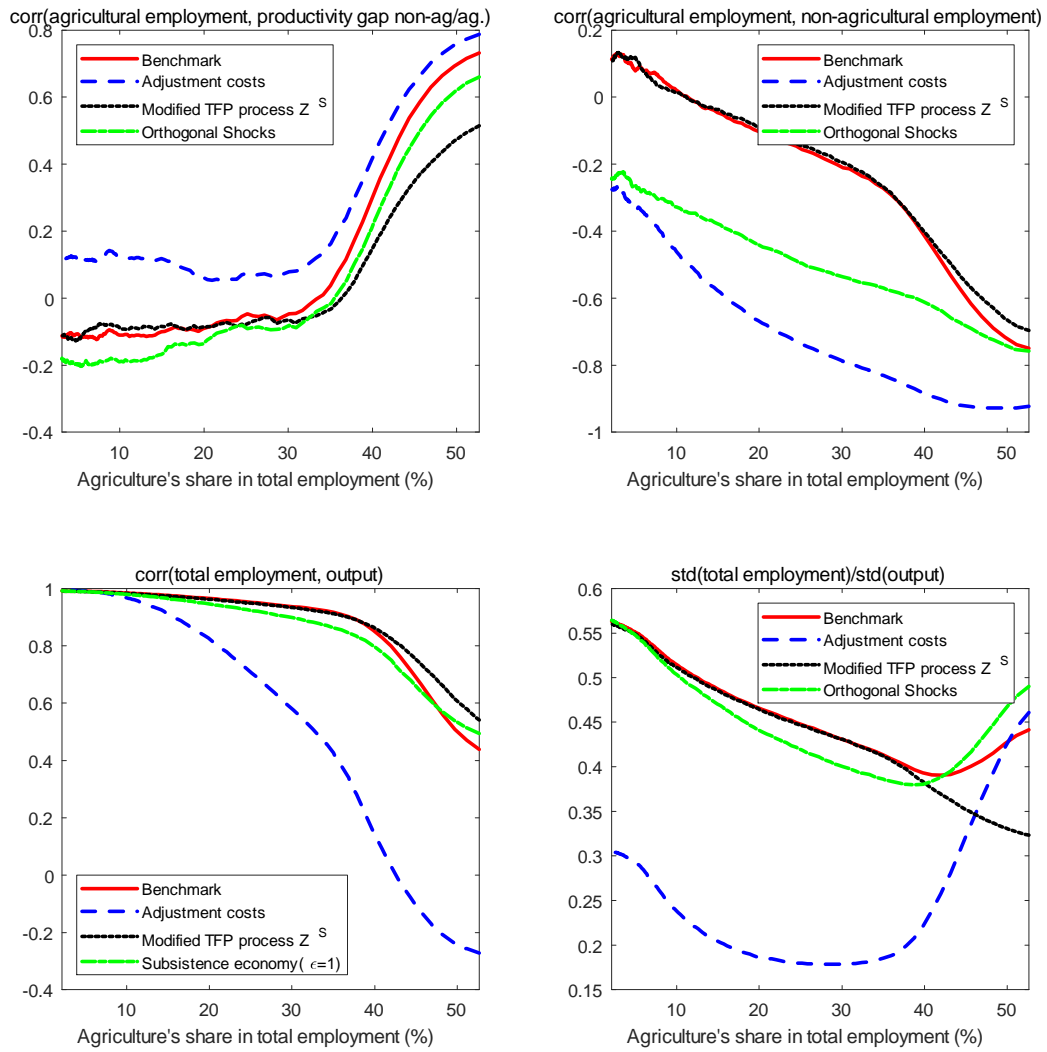 corr(agricultural employment, productivity gap non-ag/ag.)
0.8
0.6
0.4
0.2
0
-0.2
-0.4
Benchmark
Adjustment costs
Modified TFP process Z S
Orthogonal Shocks
10 20 30 40 50
Agriculture's share in total employment (%)
corr(agricultural employment, non-agricultural employment)
0.2
0
-0.2
-0.4
-0.6
-0.8
-1
Benchmark
Adjustment costs
Modified TFP process Z S
Orthogonal Shocks
10 20 30 40 50
Agriculture's share in total employment (%)
corr(total employment, output)
1
0.8
0.6
0.4
0.2
0
-0.2
-0.4
Benchmark
Adjustment costs
Modified TFP process Z S
Subsistence economy( ϵ=1)
10 20 30 40 50
Agriculture's share in total employment (%)
std(total employment)/std(output)
0.6
0.55
0.5
0.45
0.4
0.35
0.3
0.25
0.2
0.15
Benchmark
Adjustment costs
Modified TFP process Z S
Orthogonal Shocks
10 20 30 40 50
Agriculture's share in total employment (%)